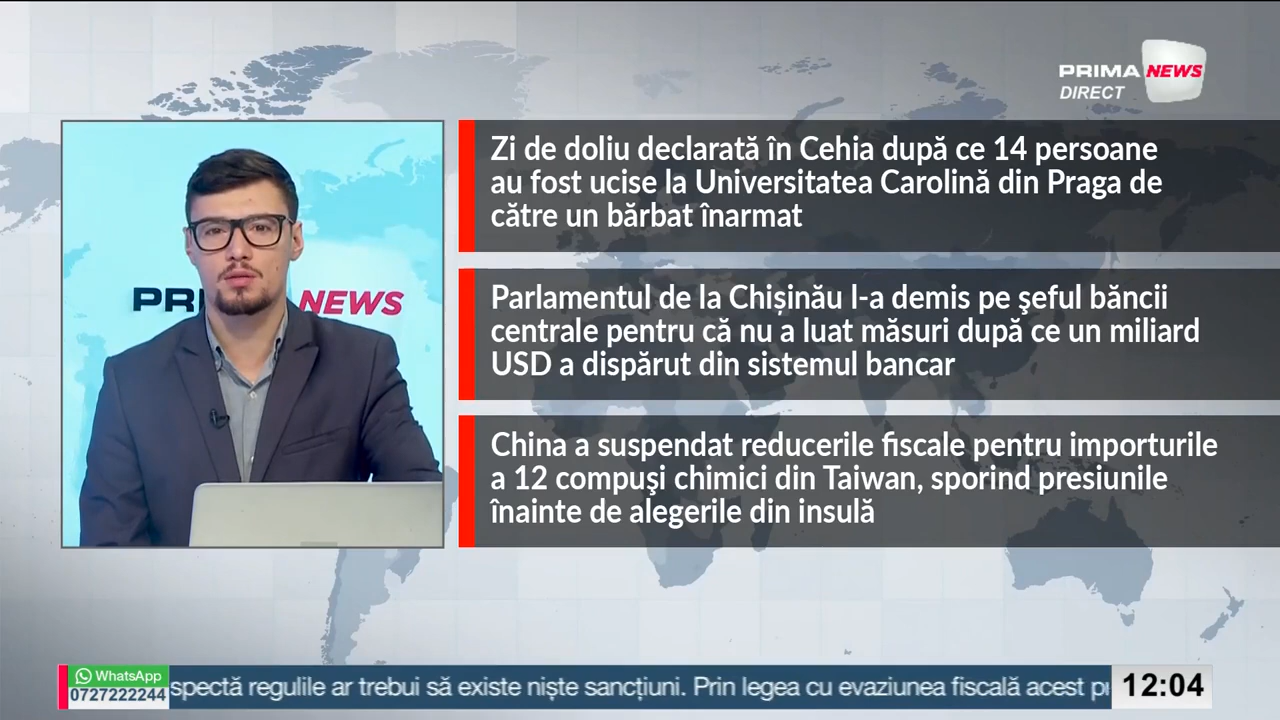 PRIMA NEWS
DIRECT
Zi de doliu declarată în Cehia după ce 14 persoane
au fost ucise la Universitatea Carolină din Praga de
către un bărbat înarmat
PRI NEWS
Parlamentul de la Chișinău l-a demis pe şeful băncii
centrale pentru că nu a luat măsuri după ce un miliard
USD a dispărut din sistemul bancar
China a suspendat reducerile fiscale pentru importurile
a 12 compuşi chimici din Taiwan, sporind presiunile
înainte de alegerile din insulă
WhatsApp
0727222244
spectă regulile ar trebui să existe niște sancțiuni. Prin legea cu evaziunea fiscală acest
12:04